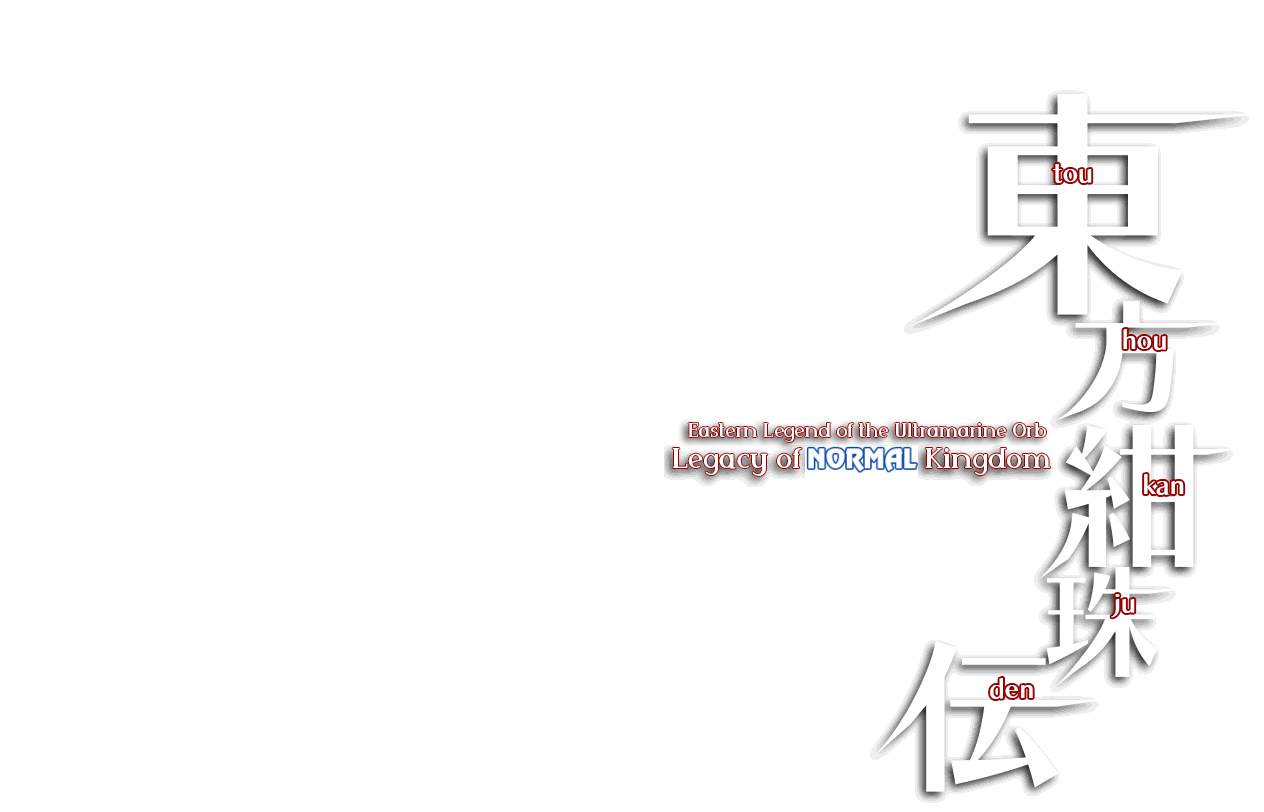 東方紺珠伝
tou
hou
kan
ju
den
Eastern Legend of the Ultramarine Orb
Legacy of NORMAL Kingdom